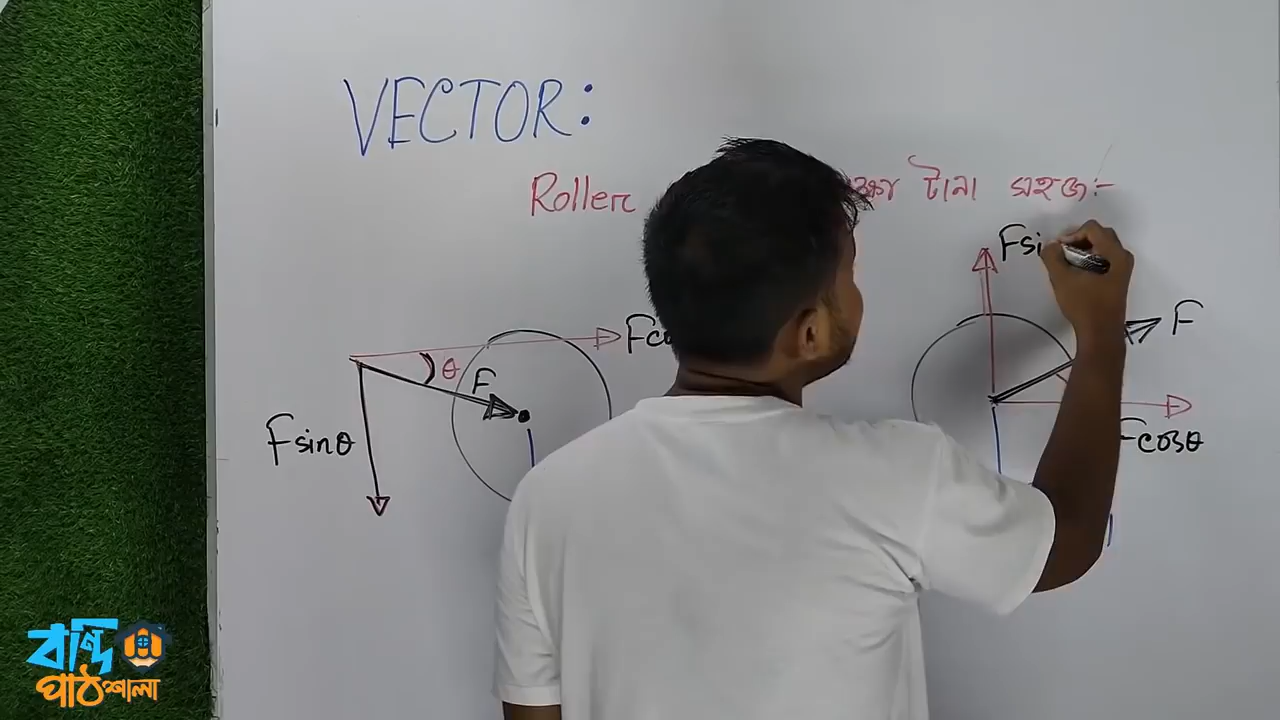 VECTOR:
Roller টানা সহজ:-
Fsi
F
Fco
θ
F
Fsinθ
Fcosθ
বন্দি
পাঠশালা